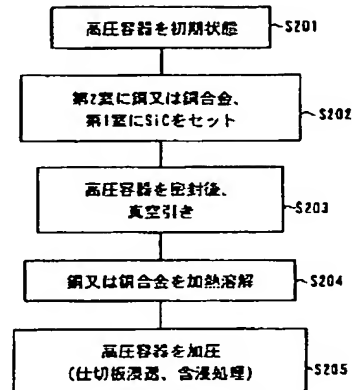 高圧容器を初期状態
S201
第2室に銅又は銅合金、
第1室にSiCをセット
S202
高圧容器を密封後、
真空引き
S203
銅又は銅合金を加熱溶解
S204
高圧容器を加圧
(仕切板浸透、含浸処理)
S205